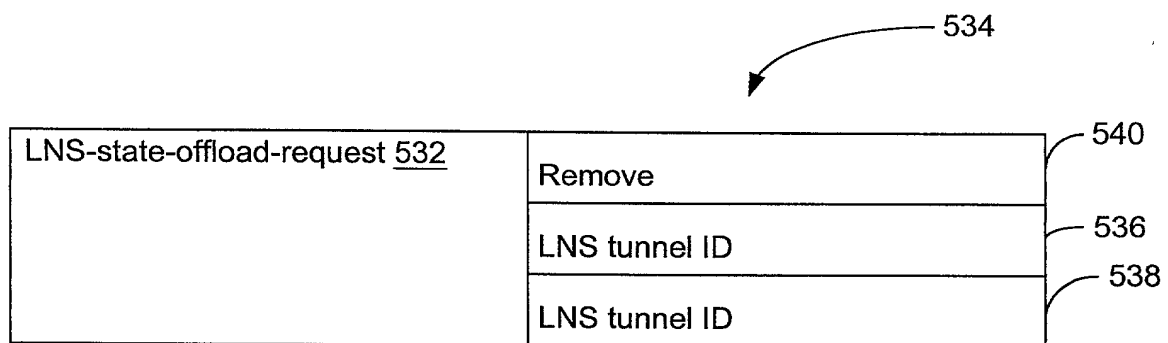 534
LNS-state-offload-request 532
540
Remove
536
LNS tunnel ID
538
LNS tunnel ID